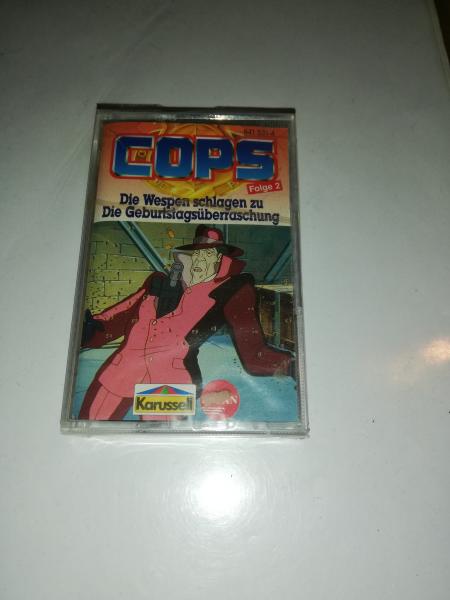 COPS
Folge 2
Die Wespen schlagen zu
Die Geburtstagsüberraschung
Karussell